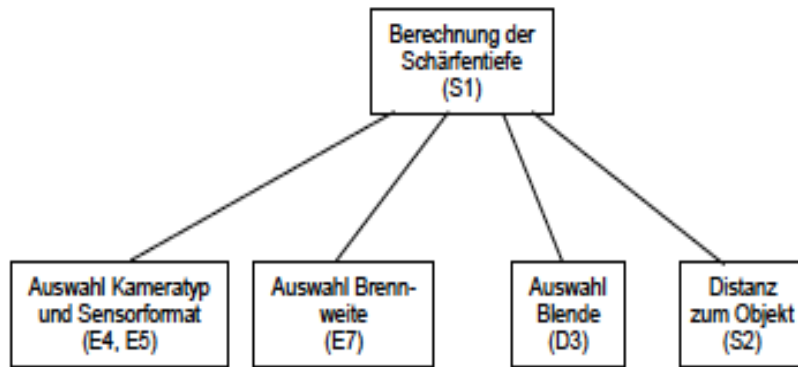 Berechnung der
Schärfentiefe
(S1)
Auswahl Kameratyp
und Sensorformat
(E4, E5)
Auswahl Brenn-
weite
(E7)
Auswahl
Blende
(D3)
Distanz
zum Objekt
(S2)